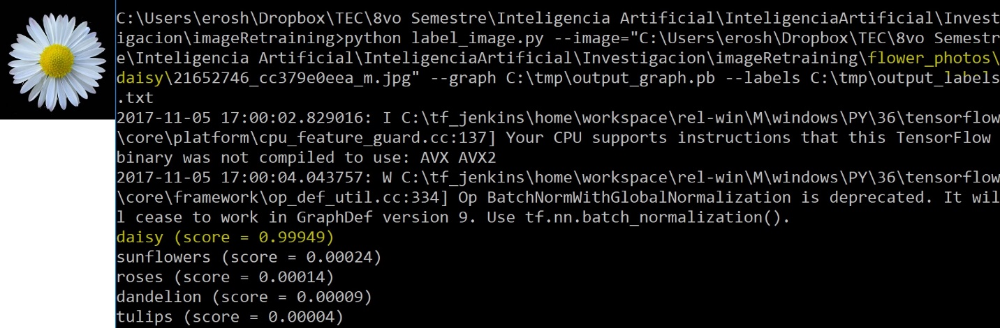 C:\Users\erosh\Dropbox\TEC\8vo Semestre\Inteligencia Artificial\InteligenciaArtificial\Invest
igacion\imageRetraining>python label_image.py --image="C:\Users\erosh\Dropbox\TEC\8vo Semestr
e\Inteligencia Artificial\InteligenciaArtificial\Investigacion\imageRetraining\flower_photos\
daisy\21652746_cc379e0eea_m.jpg" --graph C:\tmp\output_graph.pb --labels C:\tmp\output_labels
.txt
2017-11-05 17:00:02.829016: I C:\tf_jenkins\home\workspace\rel-win\M\windows\PY\36\tensorflow
\core\platform\cpu_feature_guard.cc:137] Your CPU supports instructions that this TensorFlow
binary was not compiled to use: AVX AVX2
2017-11-05 17:00:04.043757: W C:\tf_jenkins\home\workspace\rel-win\M\windows\PY\36\tensorflow
\core\framework\op_def_util.cc:334] Op BatchNormWithGlobalNormalization is deprecated. It wil
l cease to work in GraphDef version 9. Use tf.nn.batch_normalization().
daisy (score = 0.99949)
sunflowers (score = 0.00024)
roses (score = 0.00014)
dandelion (score = 0.00009)
tulips (score = 0.00004)